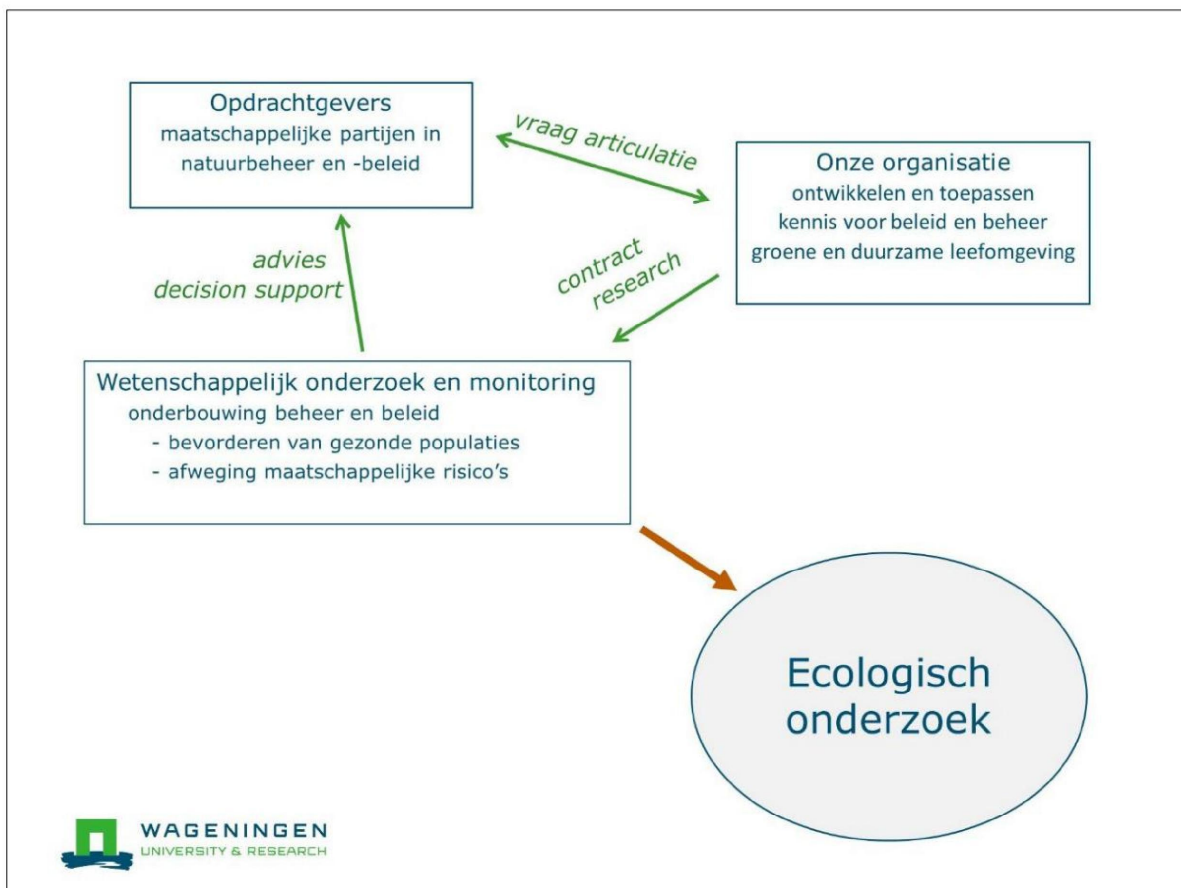 Opdrachtgevers
maatschappelijke partijen in
natuurbeheer en -beleid
vraag articulatie
Onze organisatie
ontwikkelen en toepassen
kennis voor beleid en beheer
groene en duurzame leefomgeving
contract
research
advies
decision support
Wetenschappelijk onderzoek en monitoring
onderbouwing beheer en beleid
- bevorderen van gezonde populaties
- afweging maatschappelijke risico's
Ecologisch
onderzoek
WAGENINGEN
UNIVERSITY & RESEARCH